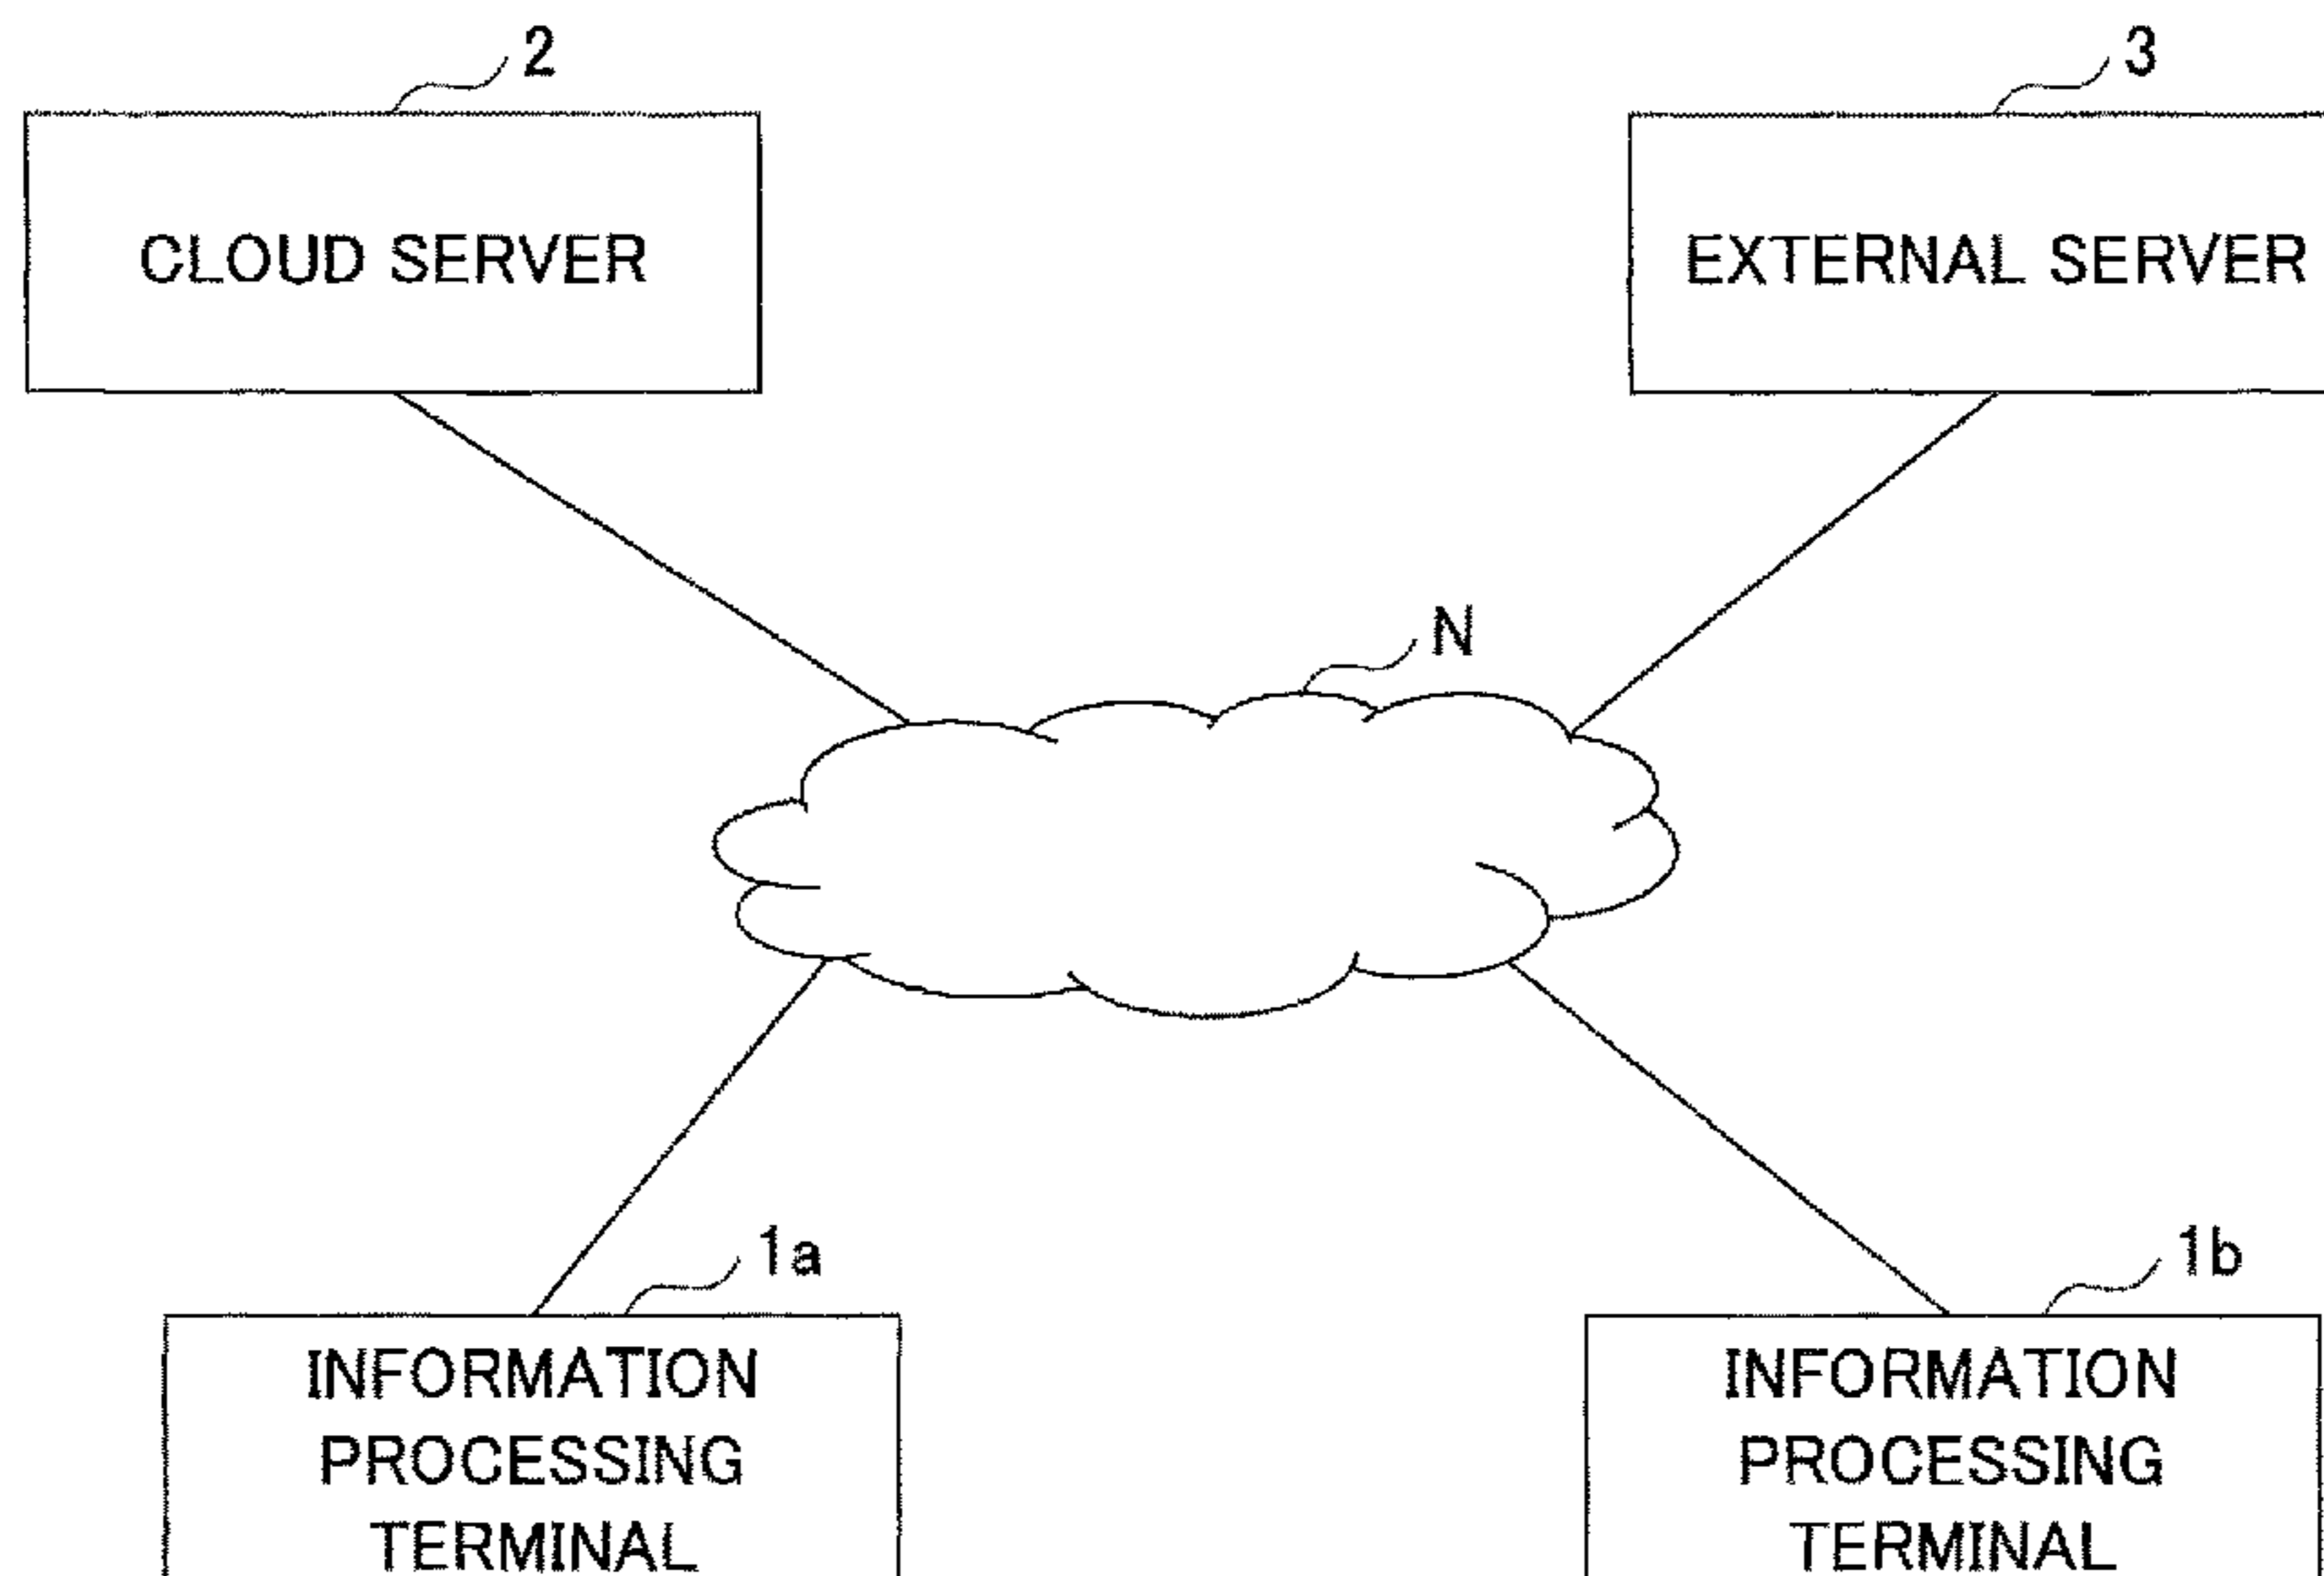 2
3
CLOUD SERVER
EXTERNAL SERVER
N
1a
1b
INFORMATION
PROCESSING
TERMINAL
INFORMATION
PROCESSING
TERMINAL